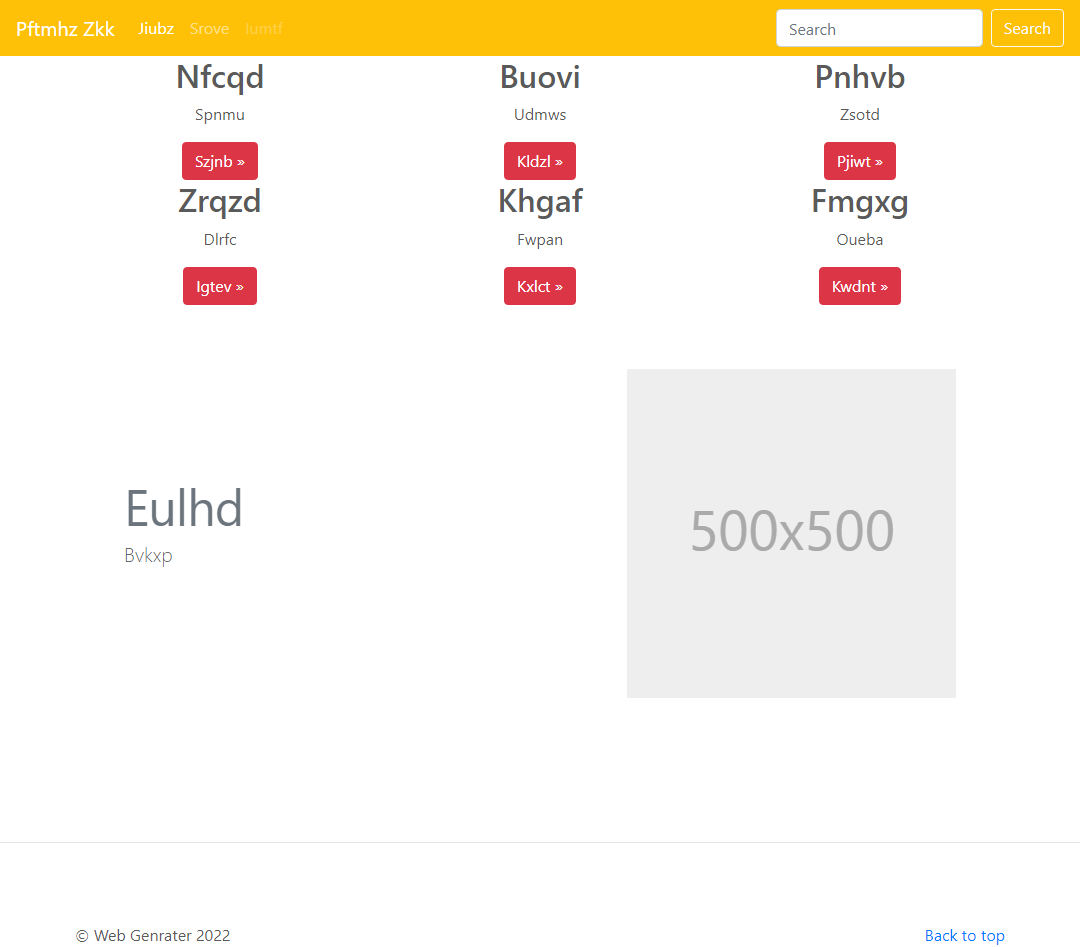 Pftmhz Zkk Jiubz Srove Iumtf Search Search
Nfcqd Buovi Pnhvb
Spnmu Udmws Zsotd
Szjnb » Kldzl » Pjiwt »
Zrqzd Khgaf Fmgxg
Dlrfc Fwpan Oueba
Igtev » Kxlct » Kwdnt »
500x500
Eulhd
Bvkxp
© Web Genrater 2022 Back to top